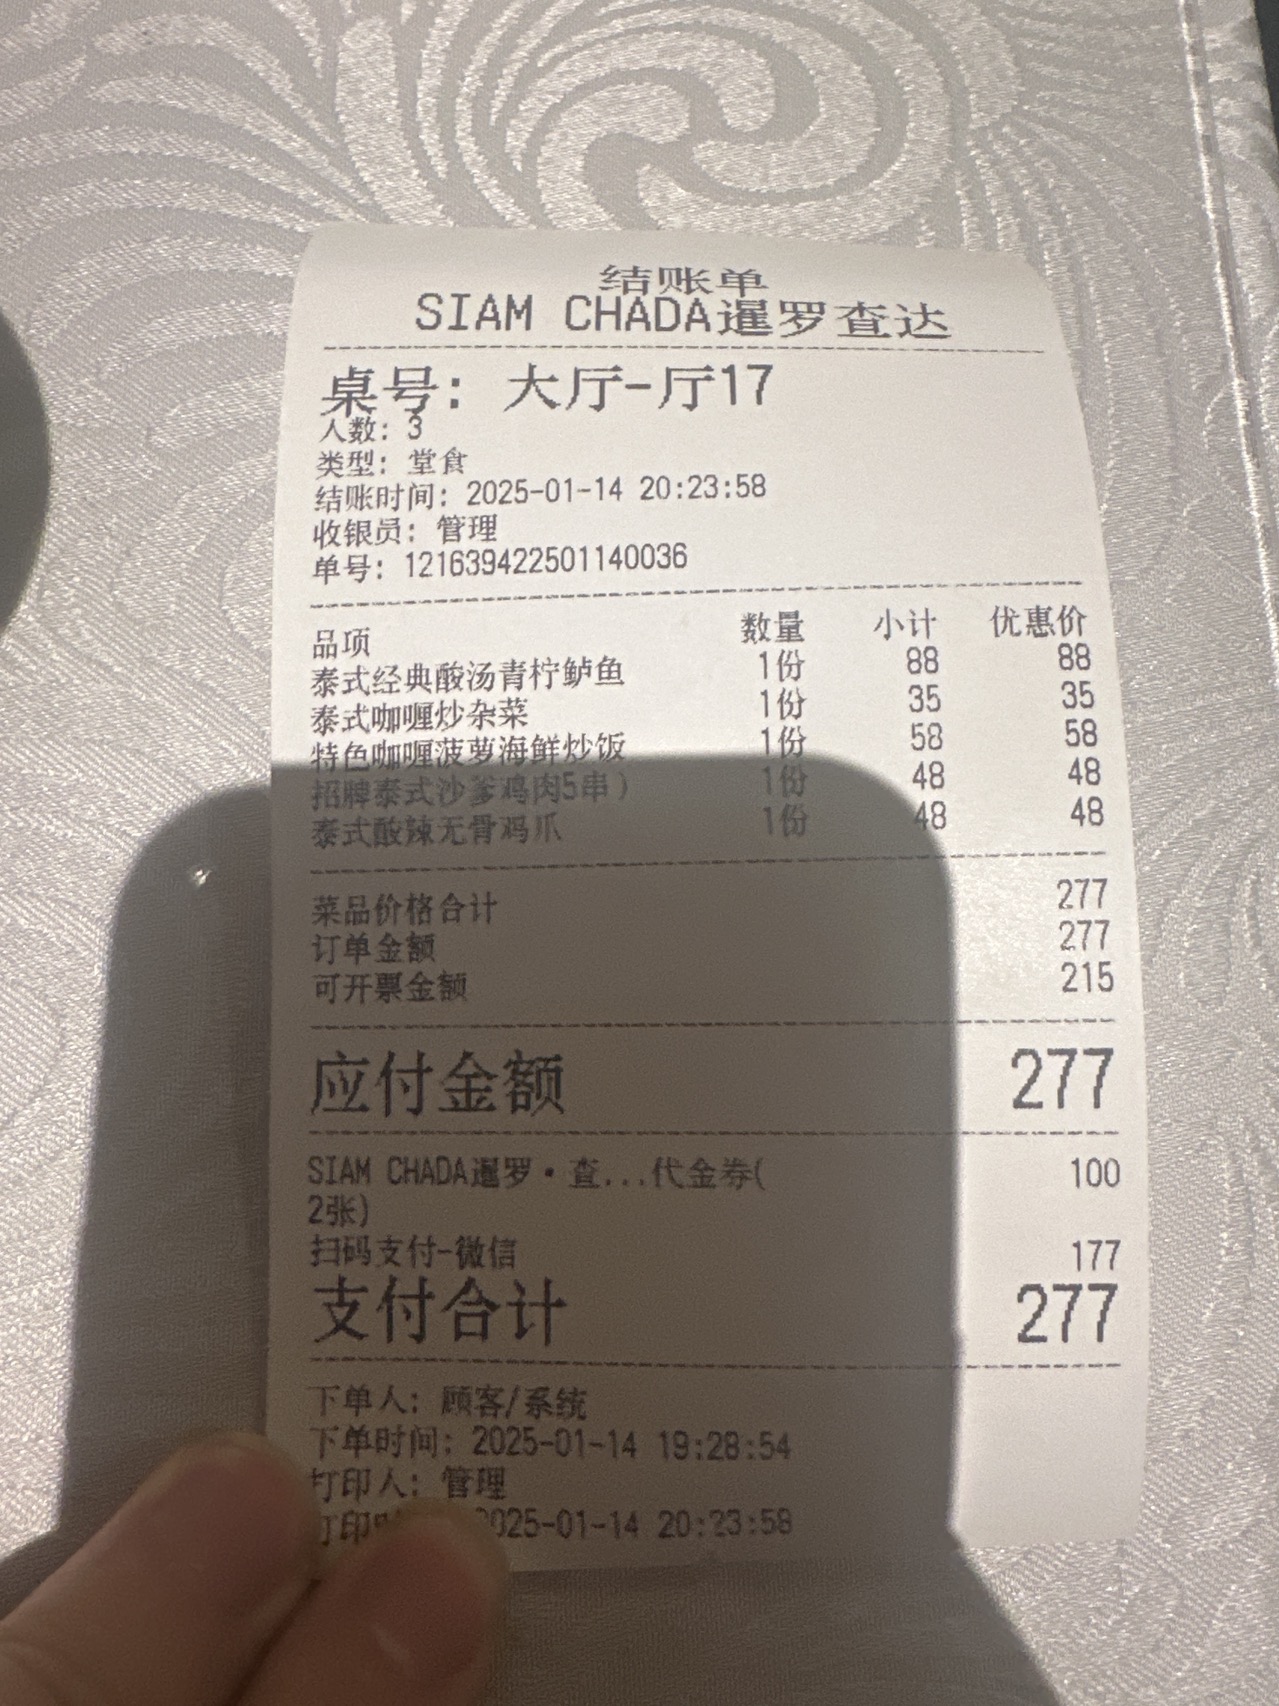 结账单
SIAM CHADA暹罗查达
桌号: 大厅-厅17
人数: 3
类型: 堂食
结账时间: 2025-01-14 20:23:58
收银员: 管理
单号: 121639422501140036
品项 数量 小计 优惠价
泰式经典酸汤青柠鲈鱼 1份 88 88
泰式咖喱炒杂菜 1份 35 35
特色咖喱菠萝海鲜炒饭 1份 58 58
招牌泰式沙爹鸡肉5串) 1份 48 48
泰式酸辣无骨鸡爪 1份 48 48
菜品价格合计 277
订单金额 277
可开票金额 215
应付金额 277
SIAM CHADA暹罗·查...代金券( 100
2张)
扫码支付-微信 177
支付合计 277
下单人: 顾客/系统
下单时间: 2025-01-14 19:28:54
打印人: 管理
打印 025-01-14 20:23:58